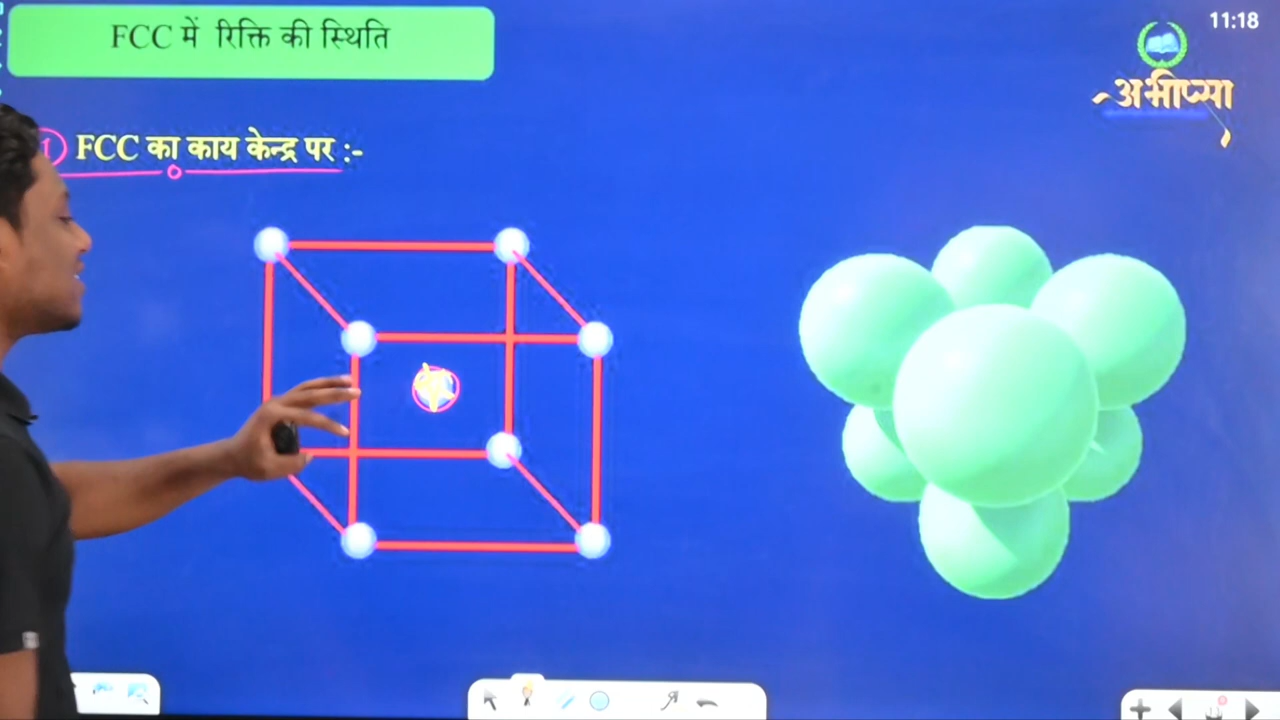 FCC में रिक्ति की स्थिति
11:18
अभीप्सा
1 FCC का काय केन्द्र पर :-